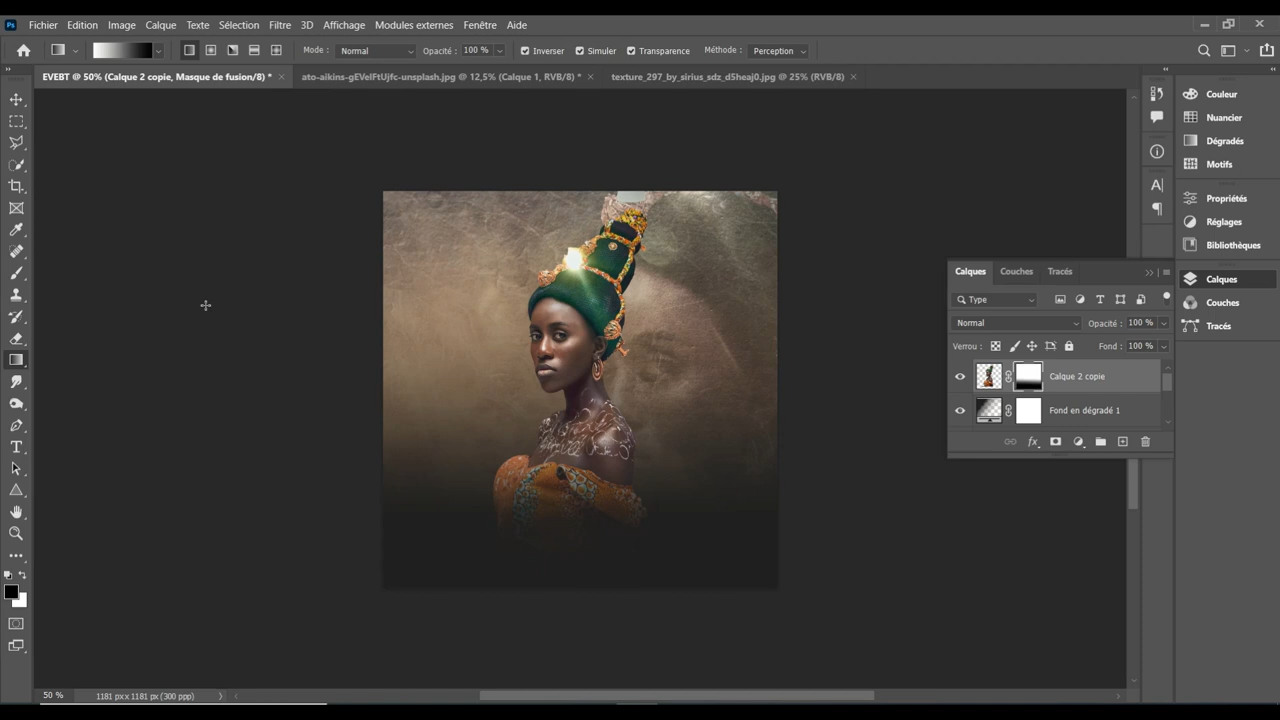 Ps Fichier Edition Image Calque Texte Sélection Filtre 3D Affichage Modules externes Fenêtre Aide
Mode : Normal Opacité : 100 % Inverser Simuler Transparence Méthode : Perception
EVEBT @ 50% (Calque 2 copie, Masque de fusion/8) * ato-aikins-gEVelFtUjfc-unsplash.jpg @ 12,5% (Calque 1, RVB/8) * texture_297_by_sirius_sdz_d5heaj0.jpg @ 25% (RVB/8)
Couleur
Nuancier
Dégradés
Motifs
Propriétés
Réglages
Bibliothèques
Calques
Couches
Tracés
Calques Couches Tracés
Type
Normal Opacité : 100 %
Verrou : Fond : 100 %
Calque 2 copie
Fond en dégradé 1
fx
50 % 1181 px x 1181 px (300 ppp)